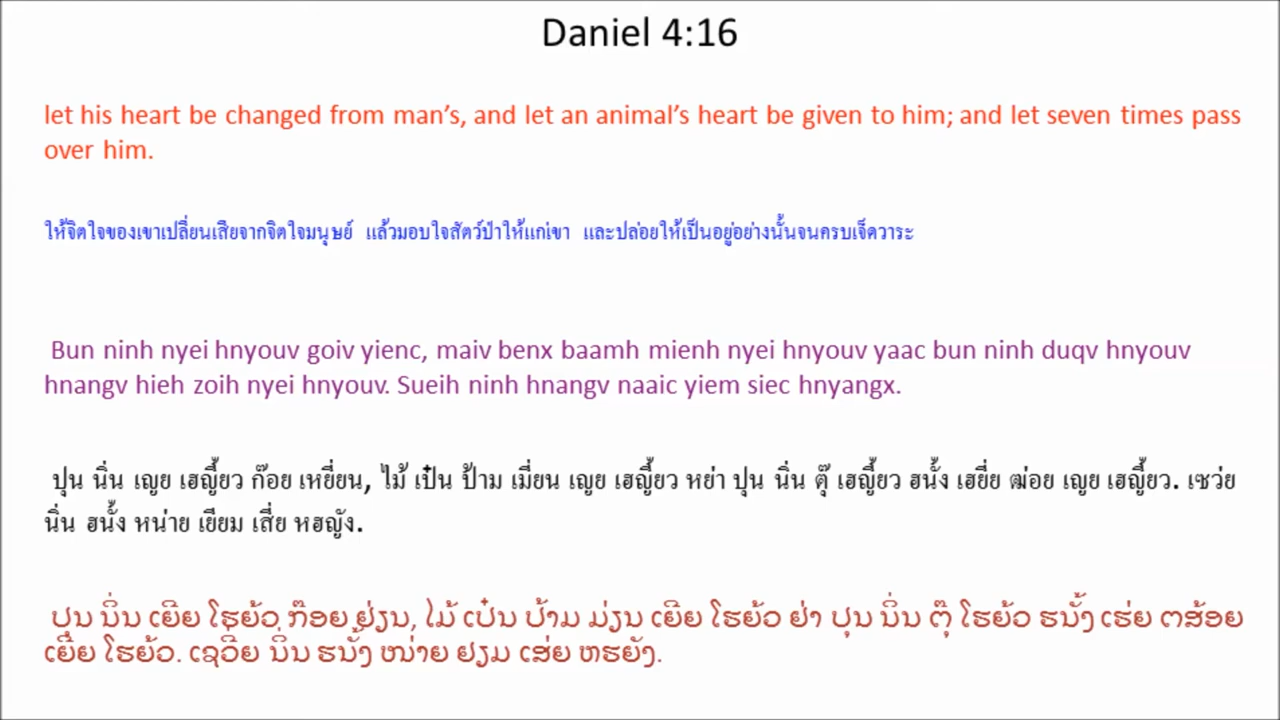 Daniel 4:16
let his heart be changed from man’s, and let an animal’s heart be given to him; and let seven times pass
over him.
ให้จิตใจของเขาเปลี่ยนเสียจากจิตใจมนุษย์ แล้วมอบใจสัตว์ป่าให้แก่เขา และปล่อยให้เป็นอยู่อย่างนั้นจนครบเจ็ดวาระ
Bun ninh nyei hnyouv goiv yienc, maiv benx baamh mienh nyei hnyouv yaac bun ninh duqv hnyouv
hnangv hieh zoih nyei hnyouv. Sueih ninh hnangv naaic yiem siec hnyangx.
ปุน นิ่น เญย เฮญี้ยว ก๊อย เหยี่ยน, ไม้ เป๋น ป้าม เมี่ยน เญย เฮญี้ยว หย่า ปุน นิ่น ตุ๊ เฮญี้ยว ฮนั้ง เฮยี่ย ฒ่อย เญย เฮญี้ยว. เซว่ย
นิ่น ฮนั้ง หน่าย เยียม เสี่ย หฮญัง.
ປຸນ ນິ່ນ ເຍີຍ ໂຮຍ້ວ ກ໊ອຍ ຢ່ຽນ, ໄມ້ ເປັ໋ນ ປ້າມ ມ່ຽນ ເຍີຍ ໂຮຍ້ວ ຢ່າ ປຸນ ນິ່ນ ຕຸ໊ ໂຮຍ້ວ ຮນັ້ງ ເຮ່ຍ ຕສ້ອຍ
ເຍີຍ ໂຮຍ້ວ. ເຊວີ່ຍ ນິ່ນ ຮນັ້ງ ໜ່າຍ ຢຽມ ເສ່ຍ ຫຮຍັງ.